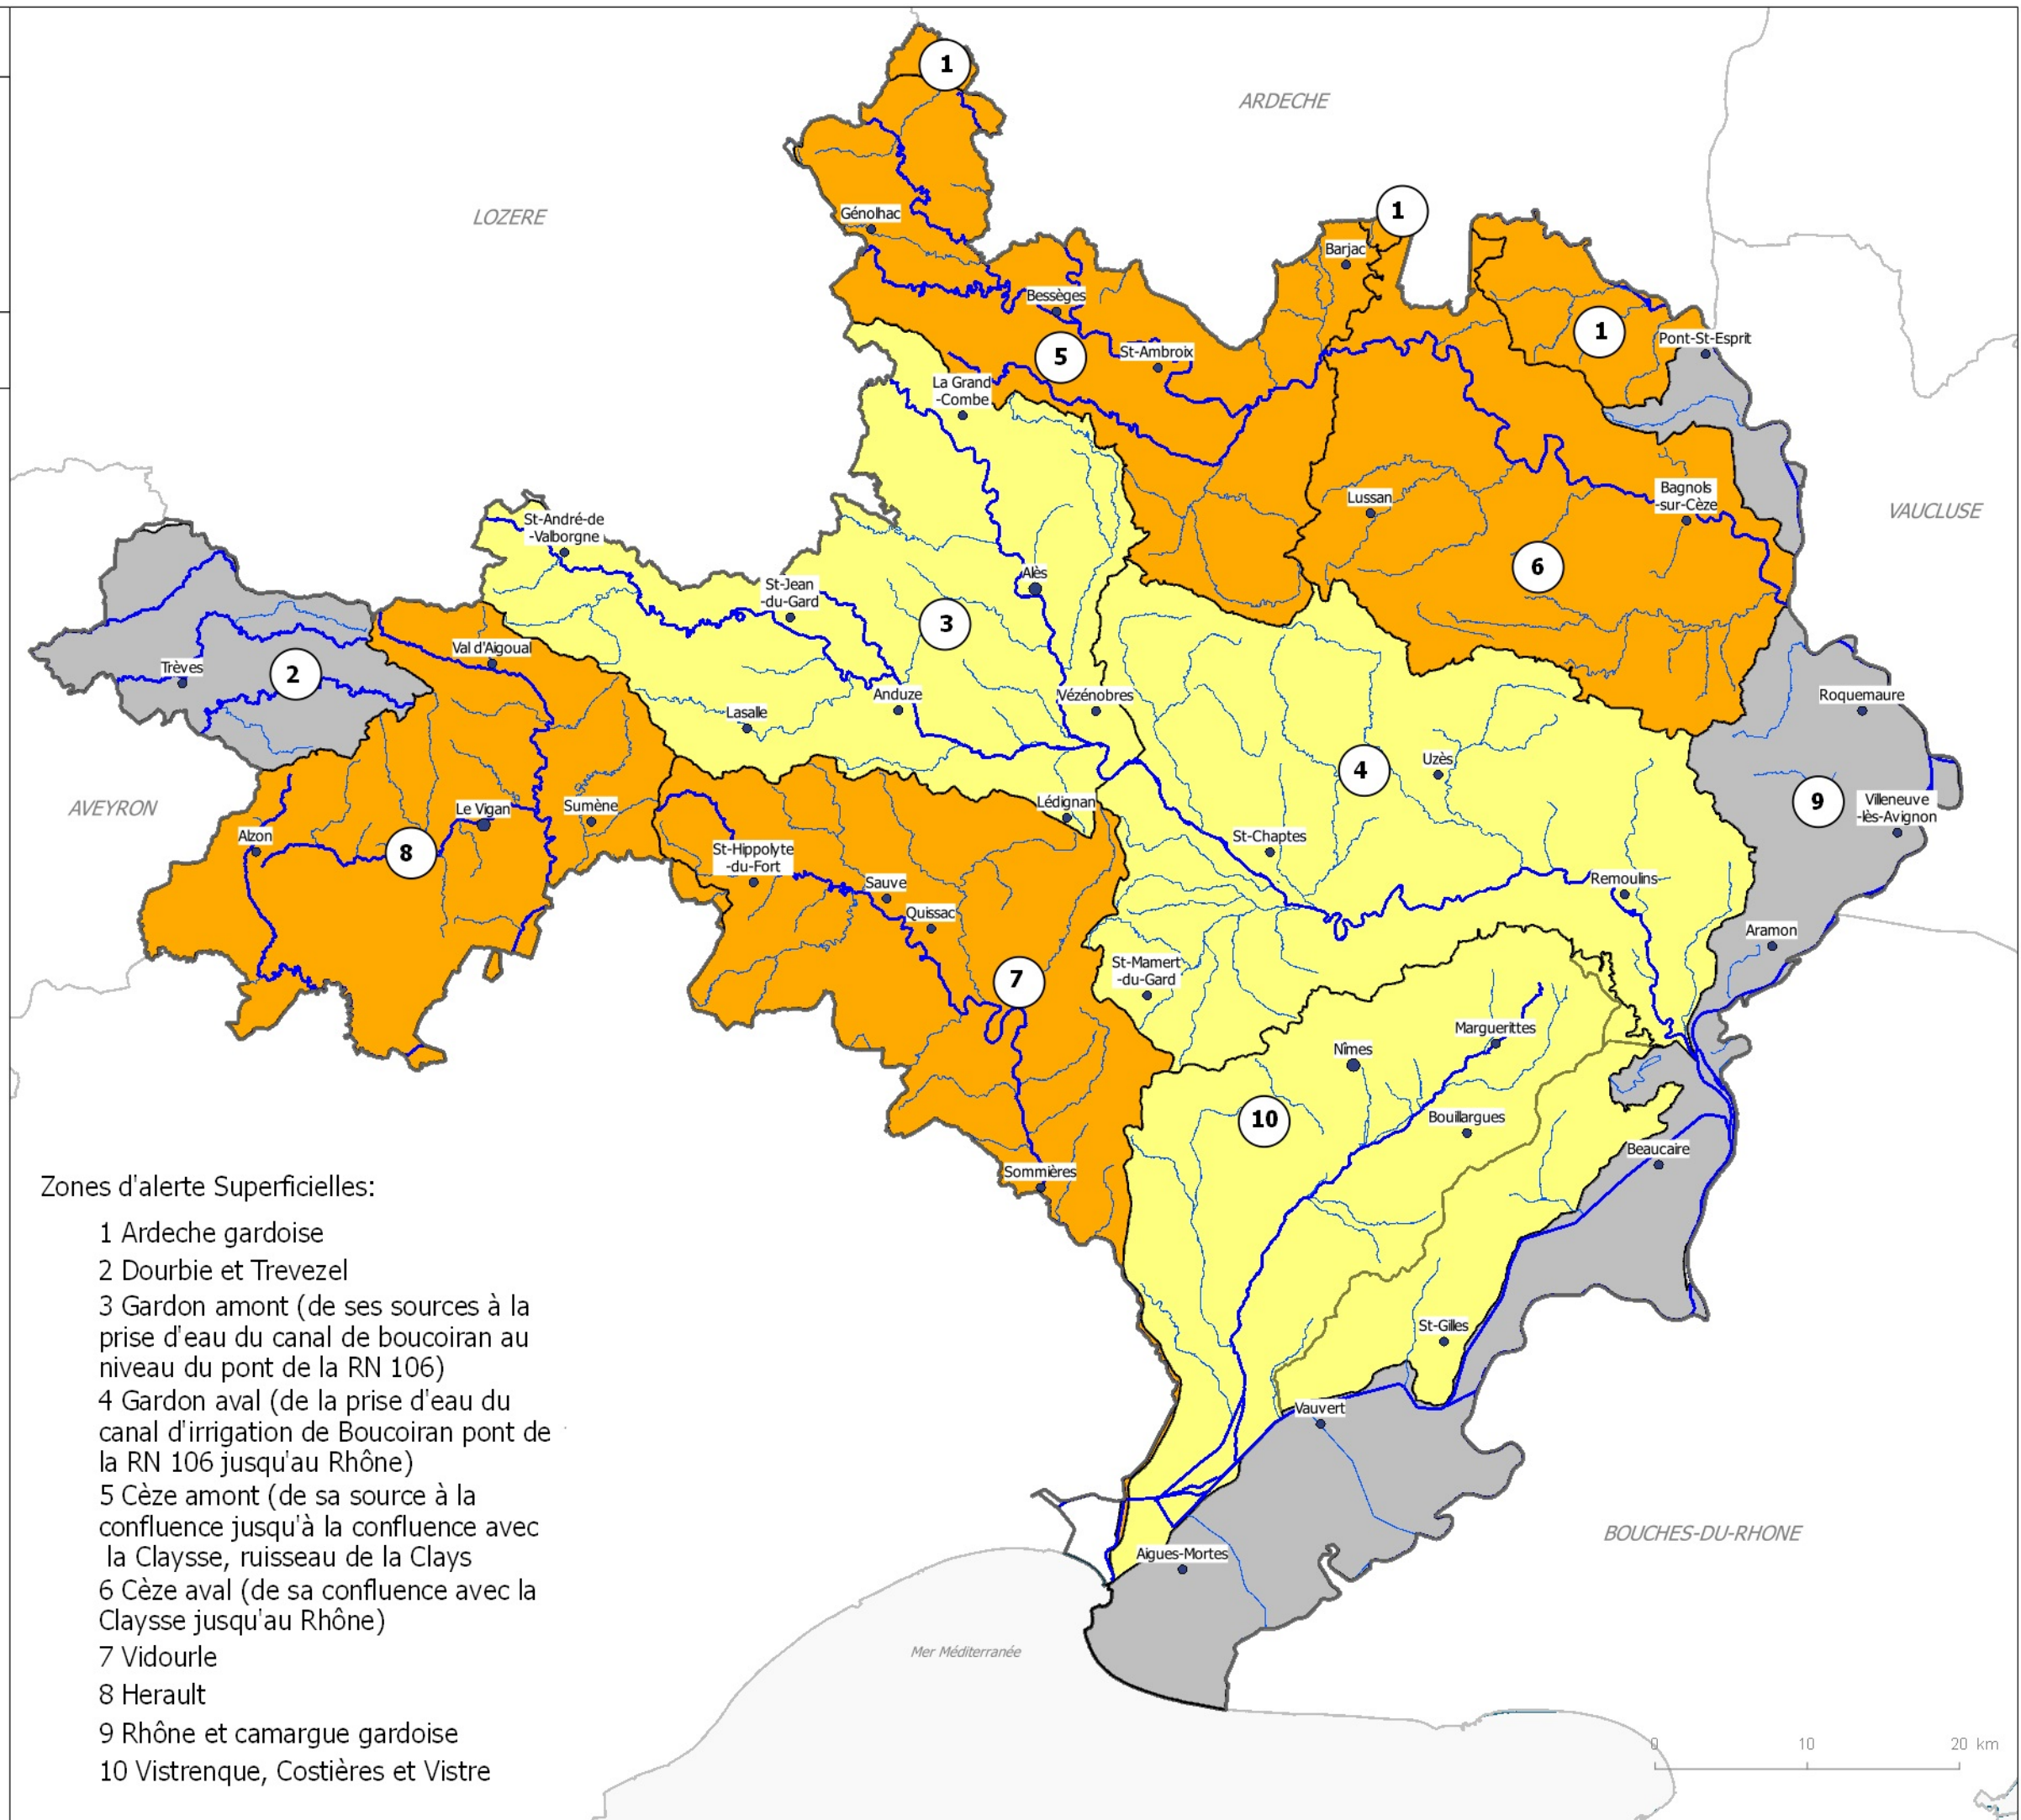 1
ARDECHE
LOZERE
1
Génolhac
Barjac
Bessèges
1
Pont-St-Esprit
5
St-Ambroix
La Grand
-Combe
Lussan
Bagnols
-sur-Cèze
VAUCLUSE
St-André-de
-Valborgne
6
Alès
St-Jean
-du-Gard
3
Val d'Aigoual
Trèves
2
Anduze
Vézénobres
Roquemaure
Lasalle
Uzès
4
AVEYRON
Le Vigan
Sumène
Lédignan
9
Villeneuve
-lès-Avignon
Alzon
8
St-Chaptes
St-Hippolyte
-du-Fort
Sauve
Remoulins
Quissac
Aramon
St-Mamert
-du-Gard
7
Marguerittes
Nîmes
10
Bouillargues
Beaucaire
Sommières
St-Gilles
Vauvert
BOUCHES-DU-RHONE
Aigues-Mortes
Mer Méditerranée
Zones d'alerte Superficielles:
1 Ardeche gardoise
2 Dourbie et Trevezel
3 Gardon amont (de ses sources à la
prise d'eau du canal de boucoiran au
niveau du pont de la RN 106)
4 Gardon aval (de la prise d'eau du
canal d'irrigation de Boucoiran pont de
la RN 106 jusqu'au Rhône)
5 Cèze amont (de sa source à la
confluence jusqu'à la confluence avec
la Claysse, ruisseau de la Clays
6 Cèze aval (de sa confluence avec la
Claysse jusqu'au Rhône)
7 Vidourle
8 Herault
9 Rhône et camargue gardoise
10 Vistrenque, Costières et Vistre
0 10 20 km